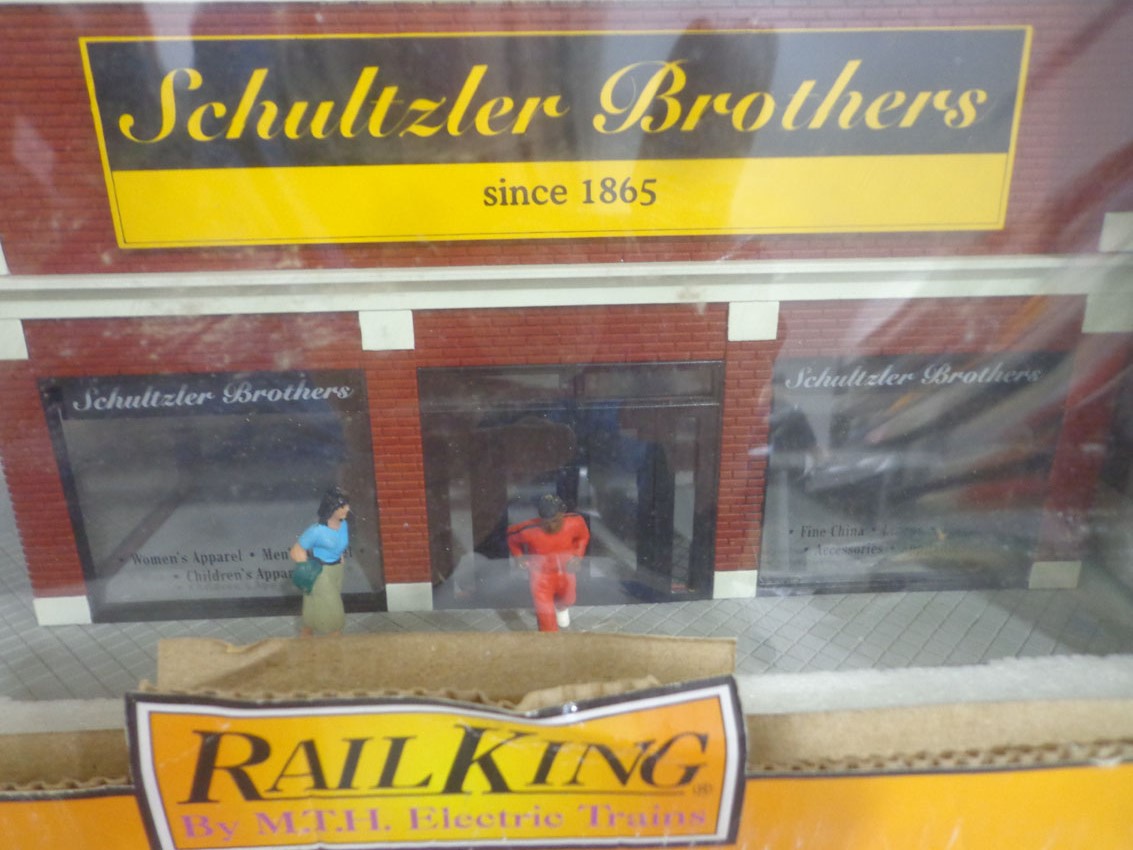 Schultzler Brothers
since 1865
Schultzler Brothers
Schultzler Brothers
• Women's Apparel • Men's
• Children's Apparel
• Fine China •
• Accessories •
RAILKING®
By M.T.H. Electric Trains